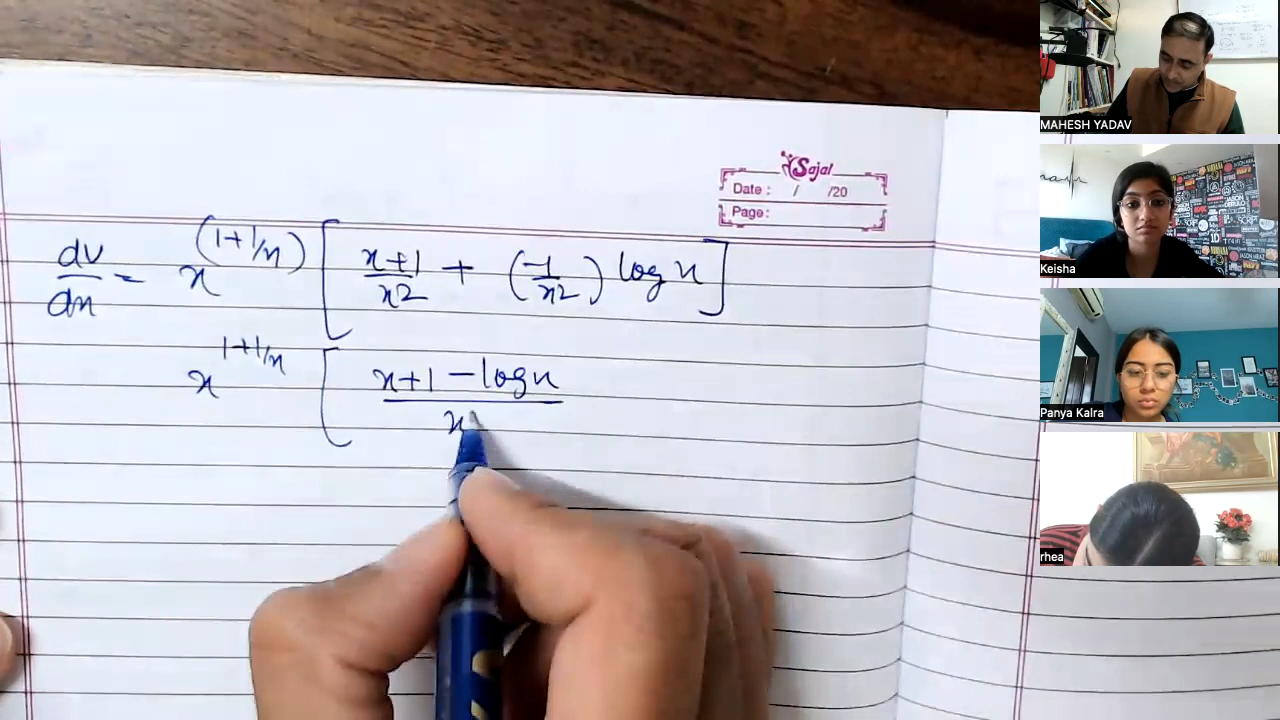 Sajal
Date : / /20
Page:
dv/dx = x^(1+1/x) [ x+1/x2 + (-1/x2) log x ]
x^1+1/x [ x+1 - log x / x
MAHESH YADAV
Keisha
Panya Kalra
rhea